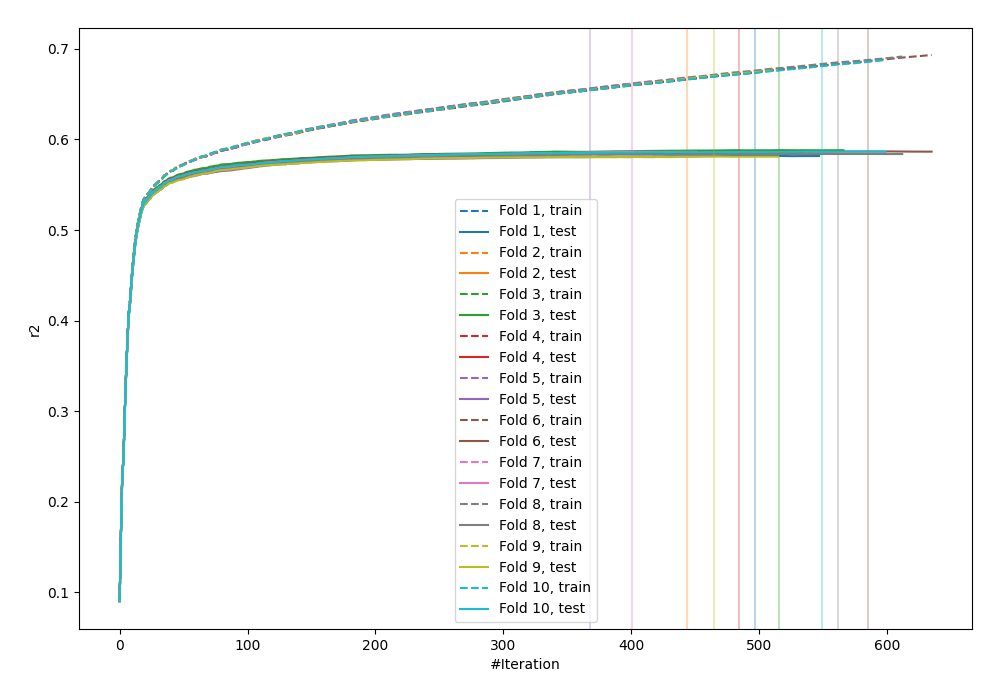 0.7
0.6
0.5
0.4
0.3
0.2
0.1
r2
Fold 1, train
Fold 1, test
Fold 2, train
Fold 2, test
Fold 3, train
Fold 3, test
Fold 4, train
Fold 4, test
Fold 5, train
Fold 5, test
Fold 6, train
Fold 6, test
Fold 7, train
Fold 7, test
Fold 8, train
Fold 8, test
Fold 9, train
Fold 9, test
Fold 10, train
Fold 10, test
0 100 200 300 400 500 600
#Iteration